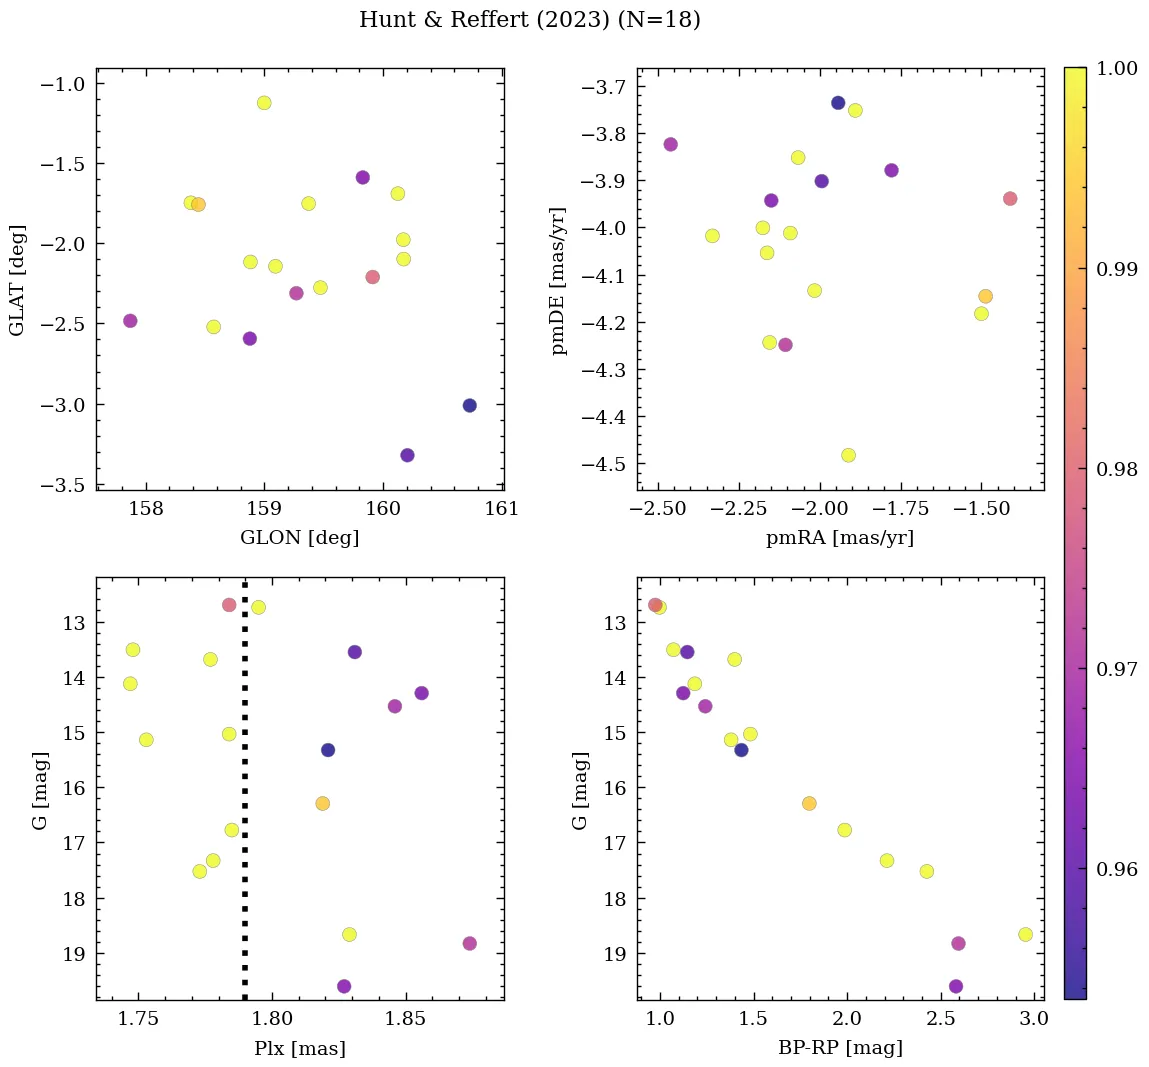 Hunt & Reffert (2023) (N=18)
−1.0
−1.5
−2.0
−2.5
−3.0
−3.5
GLAT [deg]
158 159 160 161
GLON [deg]
−3.7
−3.8
−3.9
−4.0
−4.1
−4.2
−4.3
−4.4
−4.5
pmDE [mas/yr]
−2.50 −2.25 −2.00 −1.75 −1.50
pmRA [mas/yr]
13
14
15
16
17
18
19
G [mag]
1.75 1.80 1.85
Plx [mas]
13
14
15
16
17
18
19
G [mag]
1.0 1.5 2.0 2.5 3.0
BP-RP [mag]
1.00
0.99
0.98
0.97
0.96